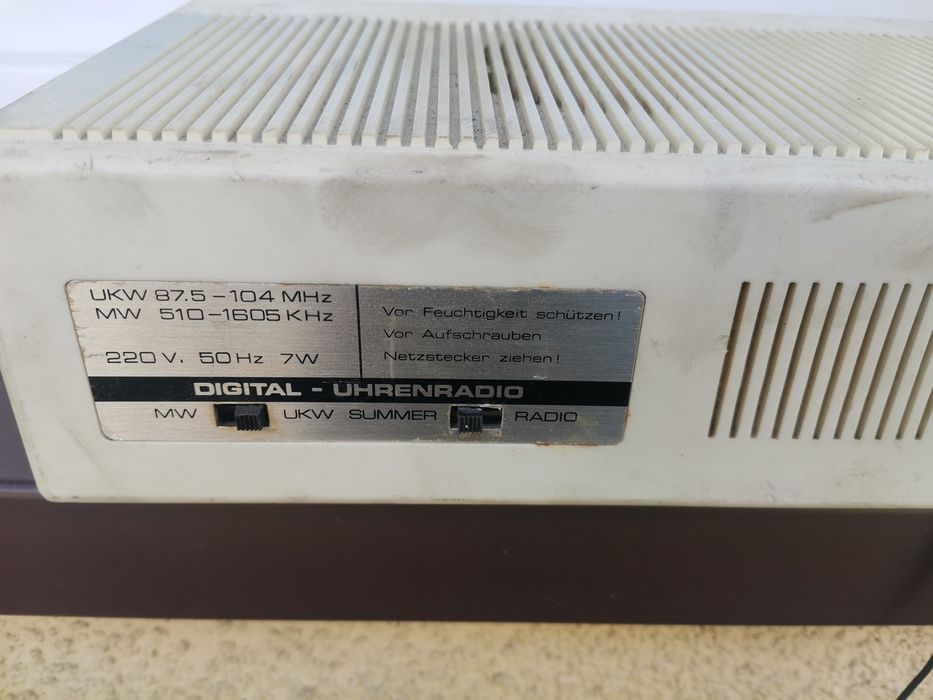 UKW 87.5 - 104 MHz
MW 510 - 1605 KHz
220 V. 50 Hz 7W
Vor Feuchtigkeit schützen!
Vor Aufschrauben
Netzstecker ziehen!
DIGITAL - UHRENRADIO
MW UKW SUMMER RADIO